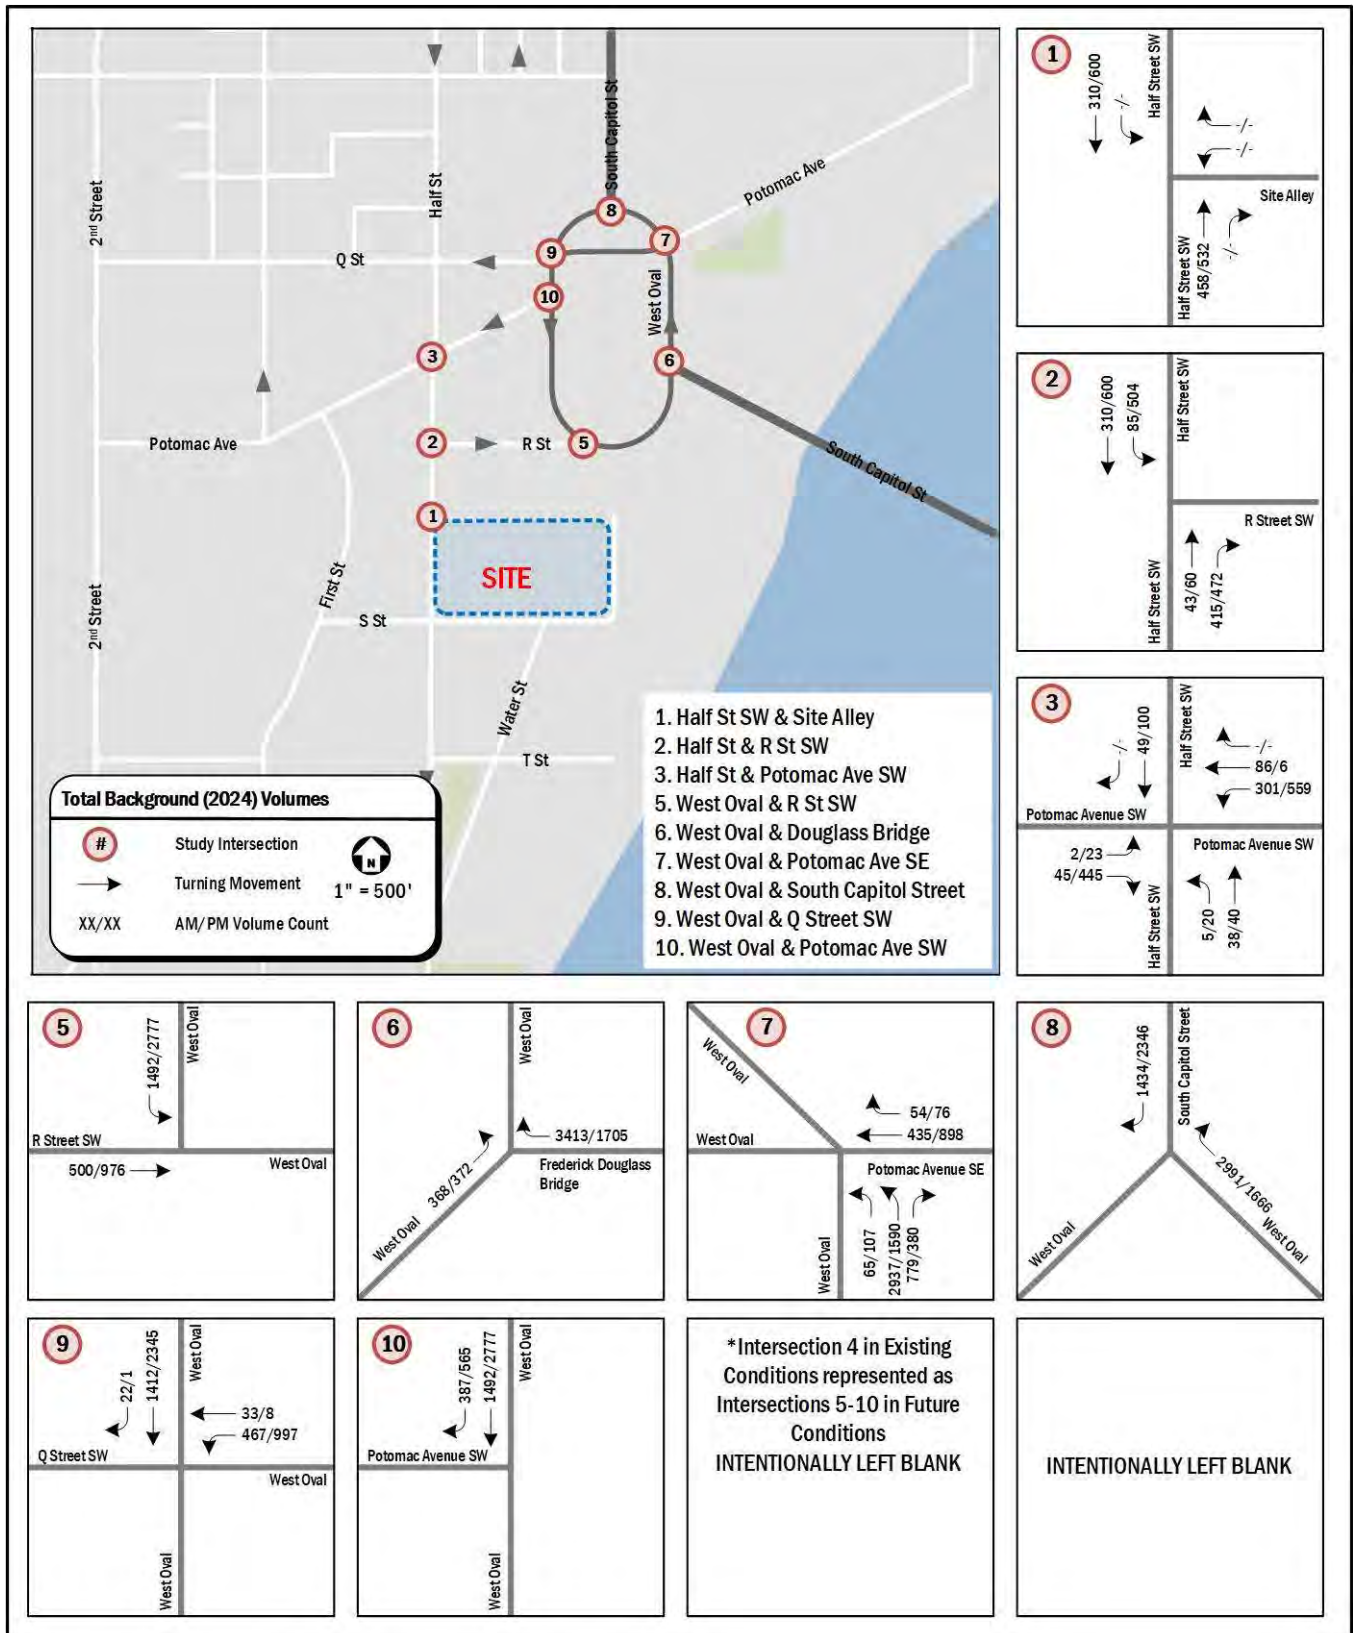 South Capitol St
Potomac Ave
2nd Street
Half St
Q St
West Oval
8
7
9
10
3
6
Potomac Ave
2
R St
5
South Capitol St
1
SITE
First St
S St
2nd Street
Water St
T St
1. Half St SW & Site Alley
2. Half St & R St SW
3. Half St & Potomac Ave SW
5. West Oval & R St SW
6. West Oval & Douglass Bridge
7. West Oval & Potomac Ave SE
8. West Oval & South Capitol Street
9. West Oval & Q Street SW
10. West Oval & Potomac Ave SW
Total Background (2024) Volumes
#
Study Intersection
N
Turning Movement
1" = 500'
XX/XX
AM/PM Volume Count
1
310/600
-/-
Half Street SW
-/-
-/-
Site Alley
Half Street SW
458/532
-/-
2
310/600
85/504
Half Street SW
R Street SW
Half Street SW
43/60
415/472
3
-/-
49/100
Half Street SW
-/-
86/6
301/559
Potomac Avenue SW
Potomac Avenue SW
2/23
45/445
Half Street SW
5/20
38/40
5
1492/2777
West Oval
R Street SW
500/976
West Oval
6
West Oval
3413/1705
368/372
Frederick Douglass
Bridge
West Oval
7
West Oval
54/76
435/898
West Oval
Potomac Avenue SE
West Oval
65/107
2937/1590
779/380
8
1434/2346
South Capitol Street
2991/1666
West Oval
West Oval
9
22/1
1412/2345
West Oval
33/8
467/997
Q Street SW
West Oval
West Oval
10
387/565
1492/2777
West Oval
Potomac Avenue SW
West Oval
*Intersection 4 in Existing
Conditions represented as
Intersections 5-10 in Future
Conditions
INTENTIONALLY LEFT BLANK
INTENTIONALLY LEFT BLANK